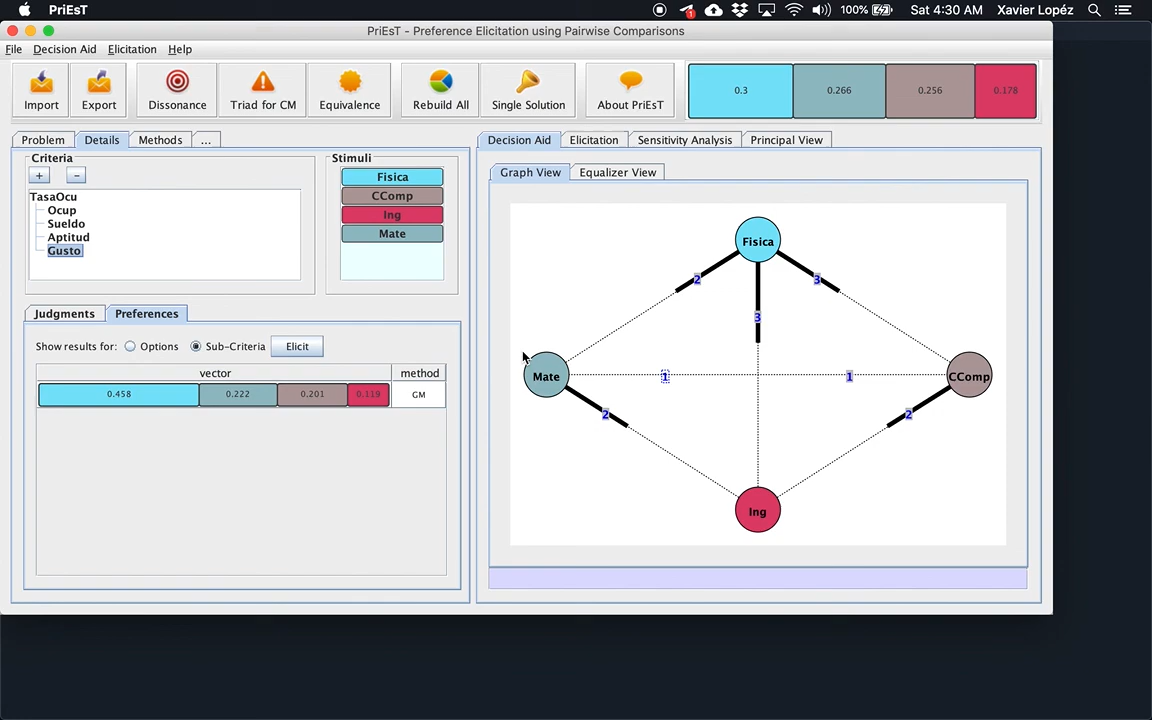 PriEsT 1 100% Sat 4:30 AM Xavier Lopéz
PriEsT - Preference Elicitation using Pairwise Comparisons
File Decision Aid Elicitation Help
Import Export Dissonance Triad for CM Equivalence Rebuild All Single Solution About PriEsT
0.3 0.266 0.256 0.178
Problem Details Methods ...
Decision Aid Elicitation Sensitivity Analysis Principal View
Criteria
+ -
TasaOcu
Ocup
Sueldo
Aptitud
Gusto
Stimuli
Fisica
CComp
Ing
Mate
Judgments Preferences
Show results for: Options Sub-Criteria Elicit
vector method
0.458 0.222 0.201 0.119 GM
Graph View Equalizer View
Fisica
2 3
3
Mate 1 1 CComp
2 2
Ing